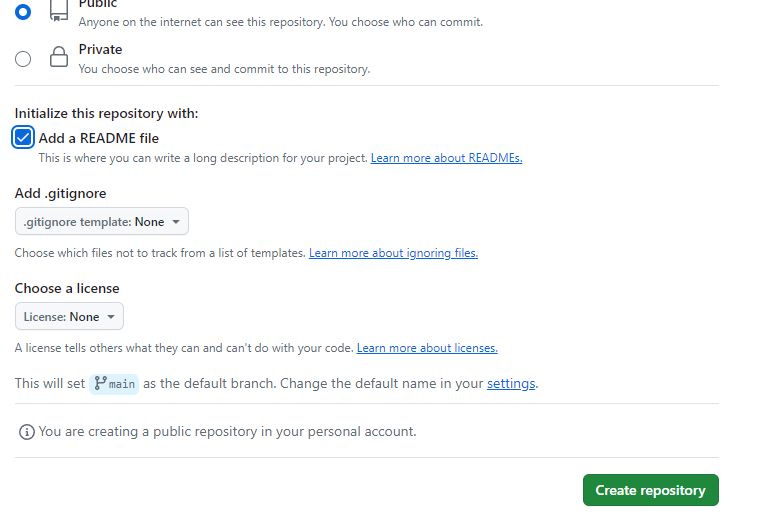 Public
Anyone on the internet can see this repository. You choose who can commit.
Private
You choose who can see and commit to this repository.
Initialize this repository with:
Add a README file
This is where you can write a long description for your project. Learn more about READMEs.
Add .gitignore
.gitignore template: None
Choose which files not to track from a list of templates. Learn more about ignoring files.
Choose a license
License: None
A license tells others what they can and can't do with your code. Learn more about licenses.
This will set main as the default branch. Change the default name in your settings.
You are creating a public repository in your personal account.
Create repository